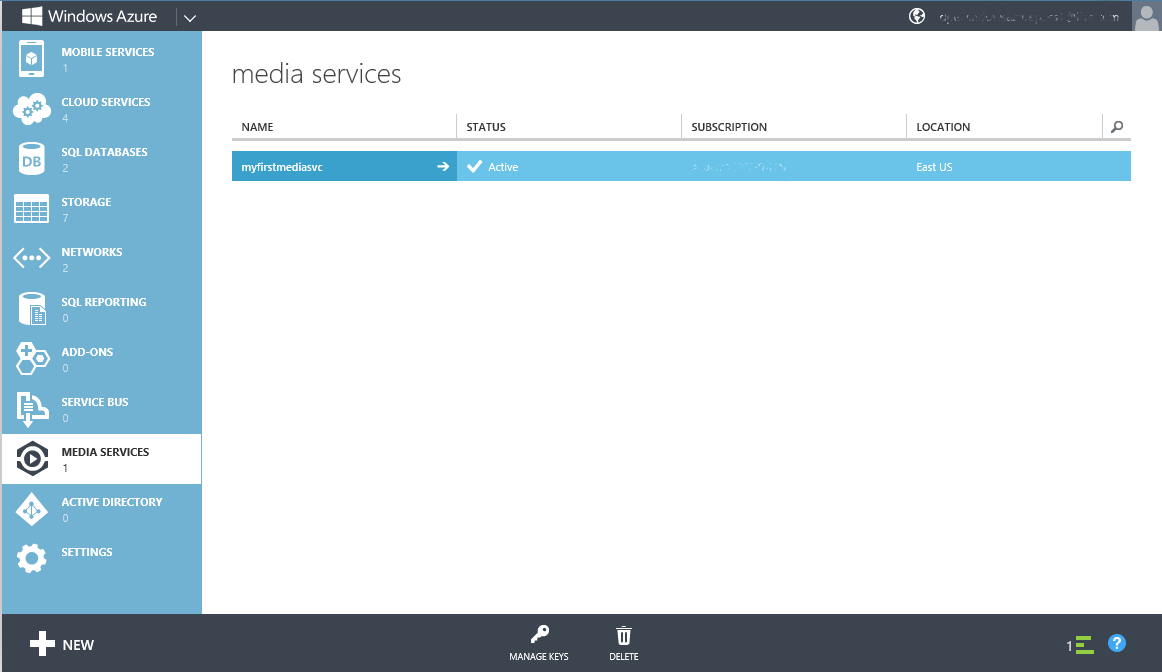 Windows Azure
MOBILE SERVICES
1
CLOUD SERVICES
4
DB
SQL DATABASES
2
STORAGE
7
NETWORKS
2
SQL REPORTING
0
ADD-ONS
0
SERVICE BUS
0
MEDIA SERVICES
1
ACTIVE DIRECTORY
0
SETTINGS
media services
NAME STATUS SUBSCRIPTION LOCATION
myfirstmediasvc Active East US
NEW
MANAGE KEYS
DELETE
1
?